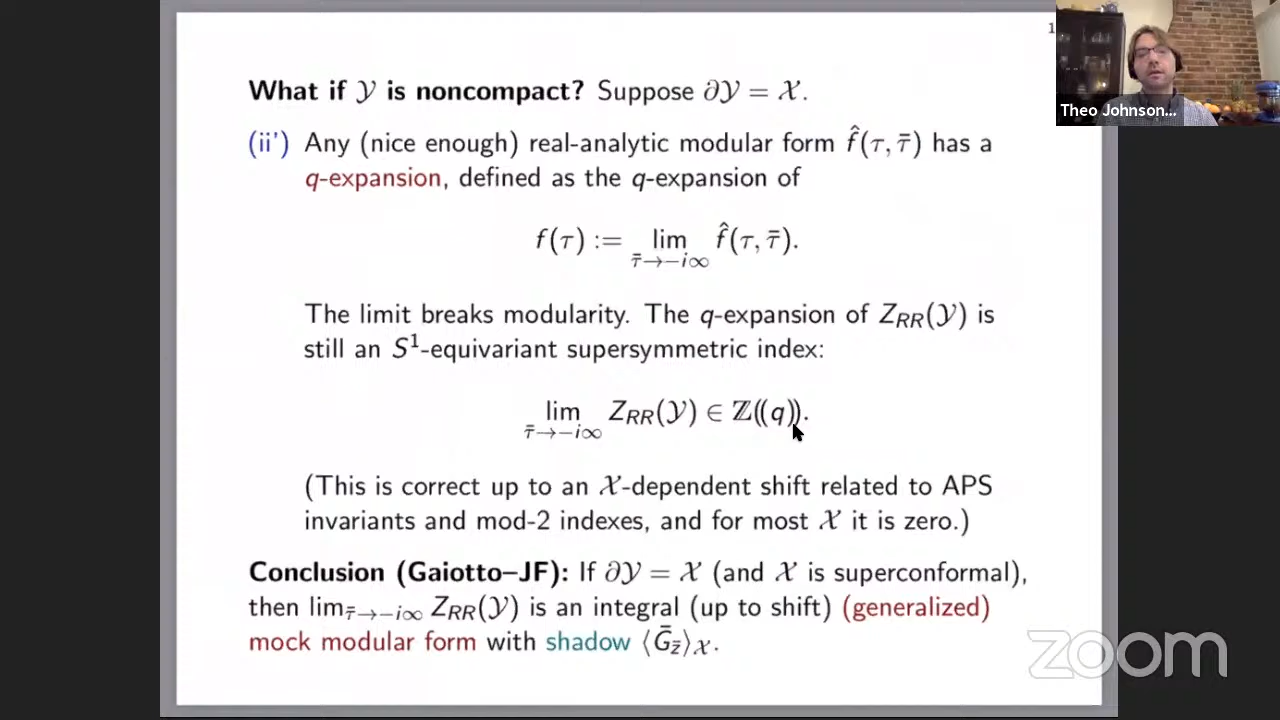 1
What if 𝒴 is noncompact? Suppose ∂𝒴 = 𝒳.
(ii') Any (nice enough) real-analytic modular form f̂(τ, τ̄) has a
q-expansion, defined as the q-expansion of
f(τ) := lim_{τ̄→−i∞} f̂(τ, τ̄).
The limit breaks modularity. The q-expansion of Z_{RR}(𝒴) is
still an S¹-equivariant supersymmetric index:
lim_{τ̄→−i∞} Z_{RR}(𝒴) ∈ ℤ((q)).
(This is correct up to an 𝒳-dependent shift related to APS
invariants and mod-2 indexes, and for most 𝒳 it is zero.)
Conclusion (Gaiotto–JF): If ∂𝒴 = 𝒳 (and 𝒳 is superconformal),
then lim_{τ̄→−i∞} Z_{RR}(𝒴) is an integral (up to shift) (generalized)
mock modular form with shadow ⟨Ḡ_{z̄}⟩_𝒳.
Theo Johnson...
zoom